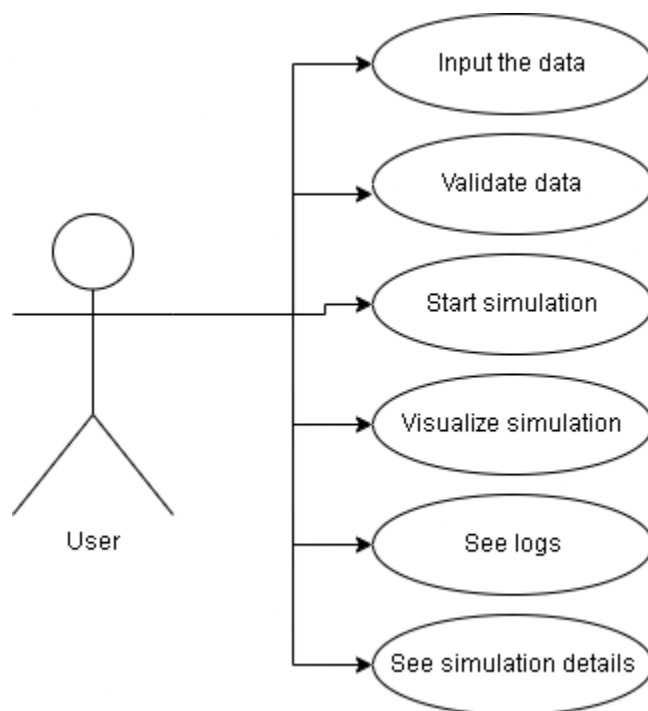 Input the data
Validate data
Start simulation
Visualize simulation
User
See logs
See simulation details